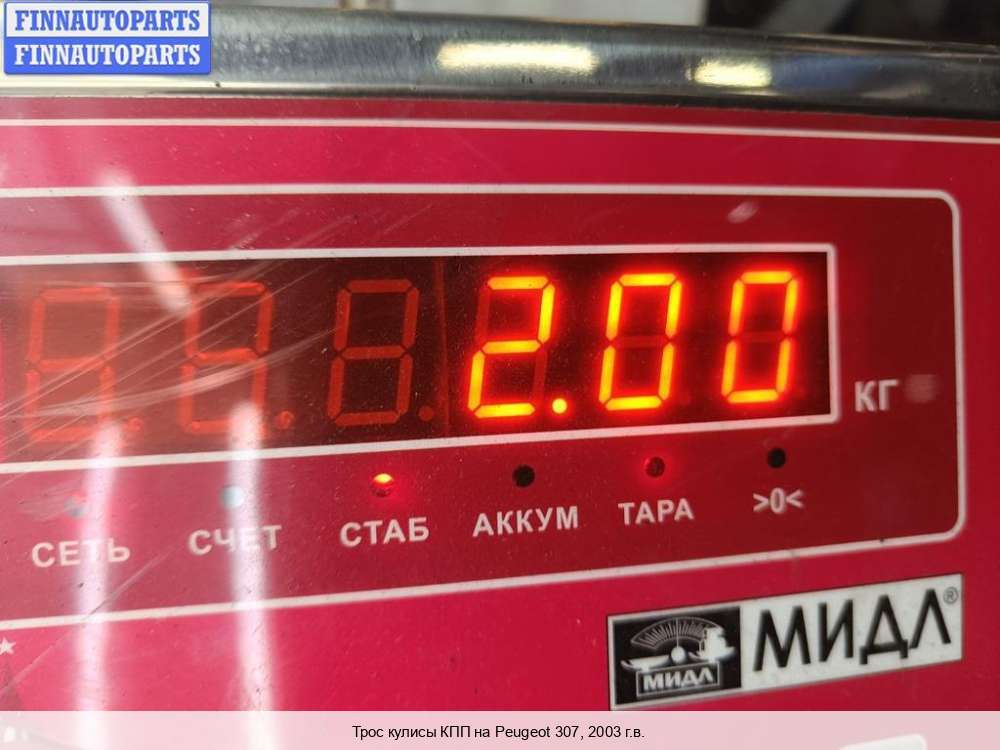 FINNAUTOPARTS
FINNAUTOPARTS
2.00
КГ
СЕТЬ СЧЕТ СТАБ АККУМ ТАРА >0<
МИДЛ
МИДЛ®
Трос кулисы КПП на Peugeot 307, 2003 г.в.